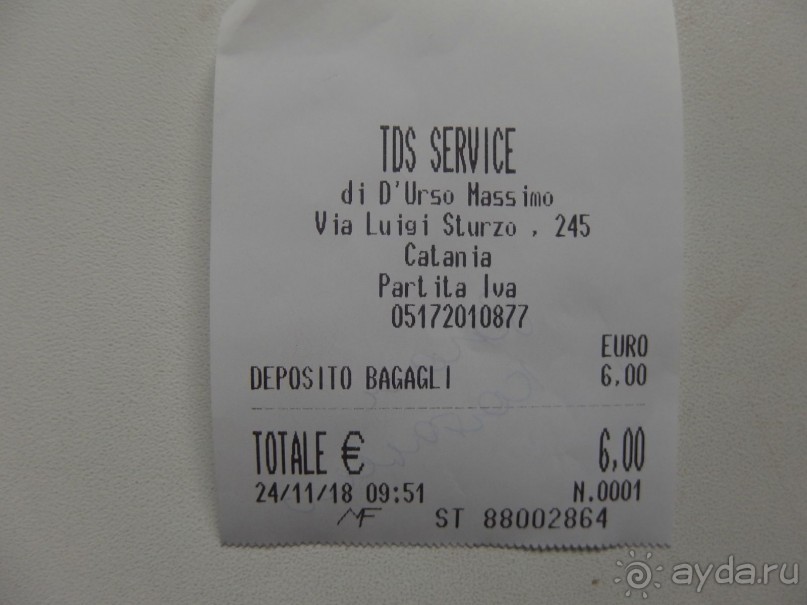 TDS SERVICE
di D'Urso Massimo
Via Luigi Sturzo , 245
Catania
Partita Iva
05172010877
EURO
DEPOSITO BAGAGLI 6,00
TOTALE € 6,00
24/11/18 09:51 N.0001
MF ST 88002864
ayda.ru